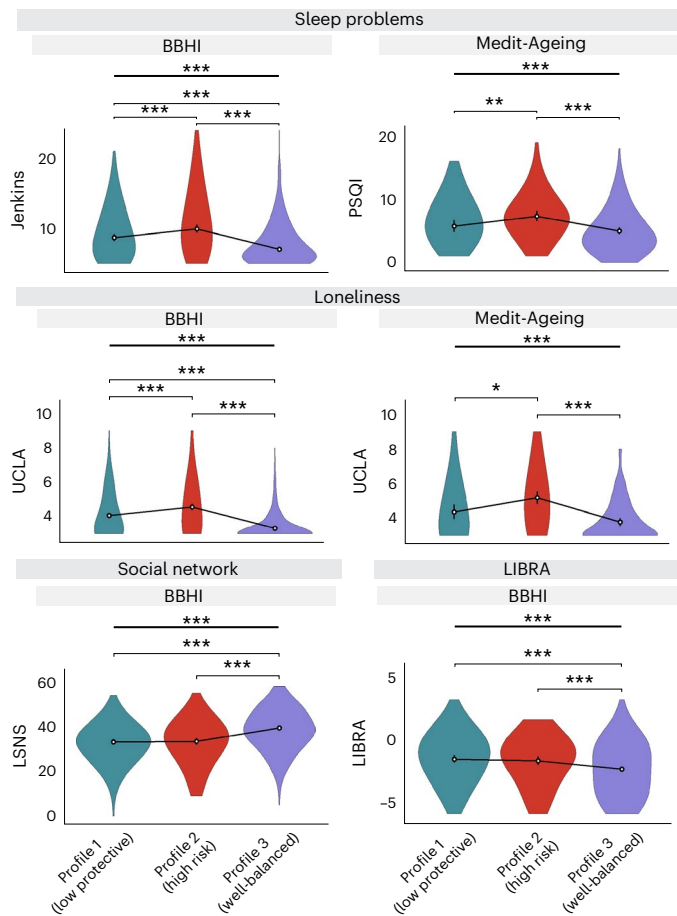 Sleep problems
BBHI
Medit-Ageing
***
***
***
***
***
**
***
Jenkins
20
10
PSQI
20
10
0
Loneliness
BBHI
Medit-Ageing
***
***
***
***
***
*
***
UCLA
10
8
6
4
UCLA
10
8
6
4
Social network
LIBRA
BBHI
BBHI
***
***
***
***
***
***
LSNS
60
40
20
0
LIBRA
5
0
−5
Profile 1
(low protective)
Profile 2
(high risk)
Profile 3
(well-balanced)
Profile 1
(low protective)
Profile 2
(high risk)
Profile 3
(well-balanced)